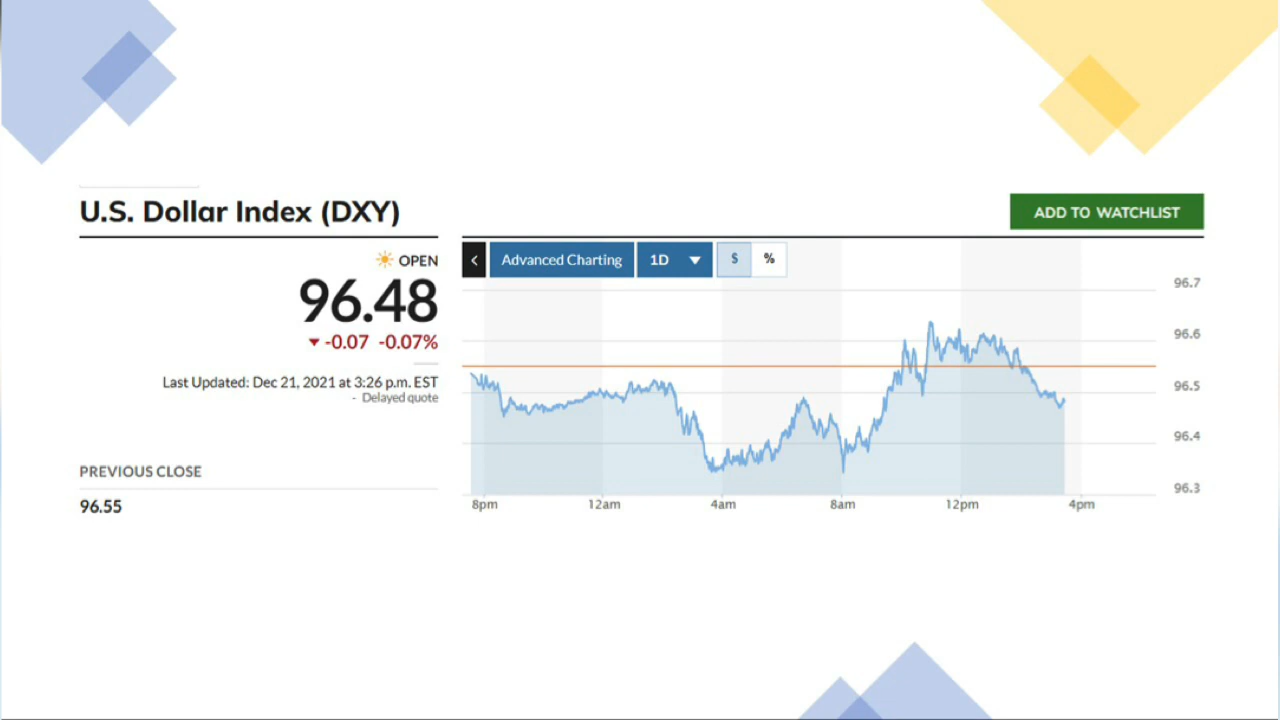 U.S. Dollar Index (DXY)
ADD TO WATCHLIST
OPEN
96.48
-0.07 -0.07%
Last Updated: Dec 21, 2021 at 3:26 p.m. EST
- Delayed quote
PREVIOUS CLOSE
96.55
Advanced Charting
1D
$
%
96.7
96.6
96.5
96.4
96.3
8pm
12am
4am
8am
12pm
4pm